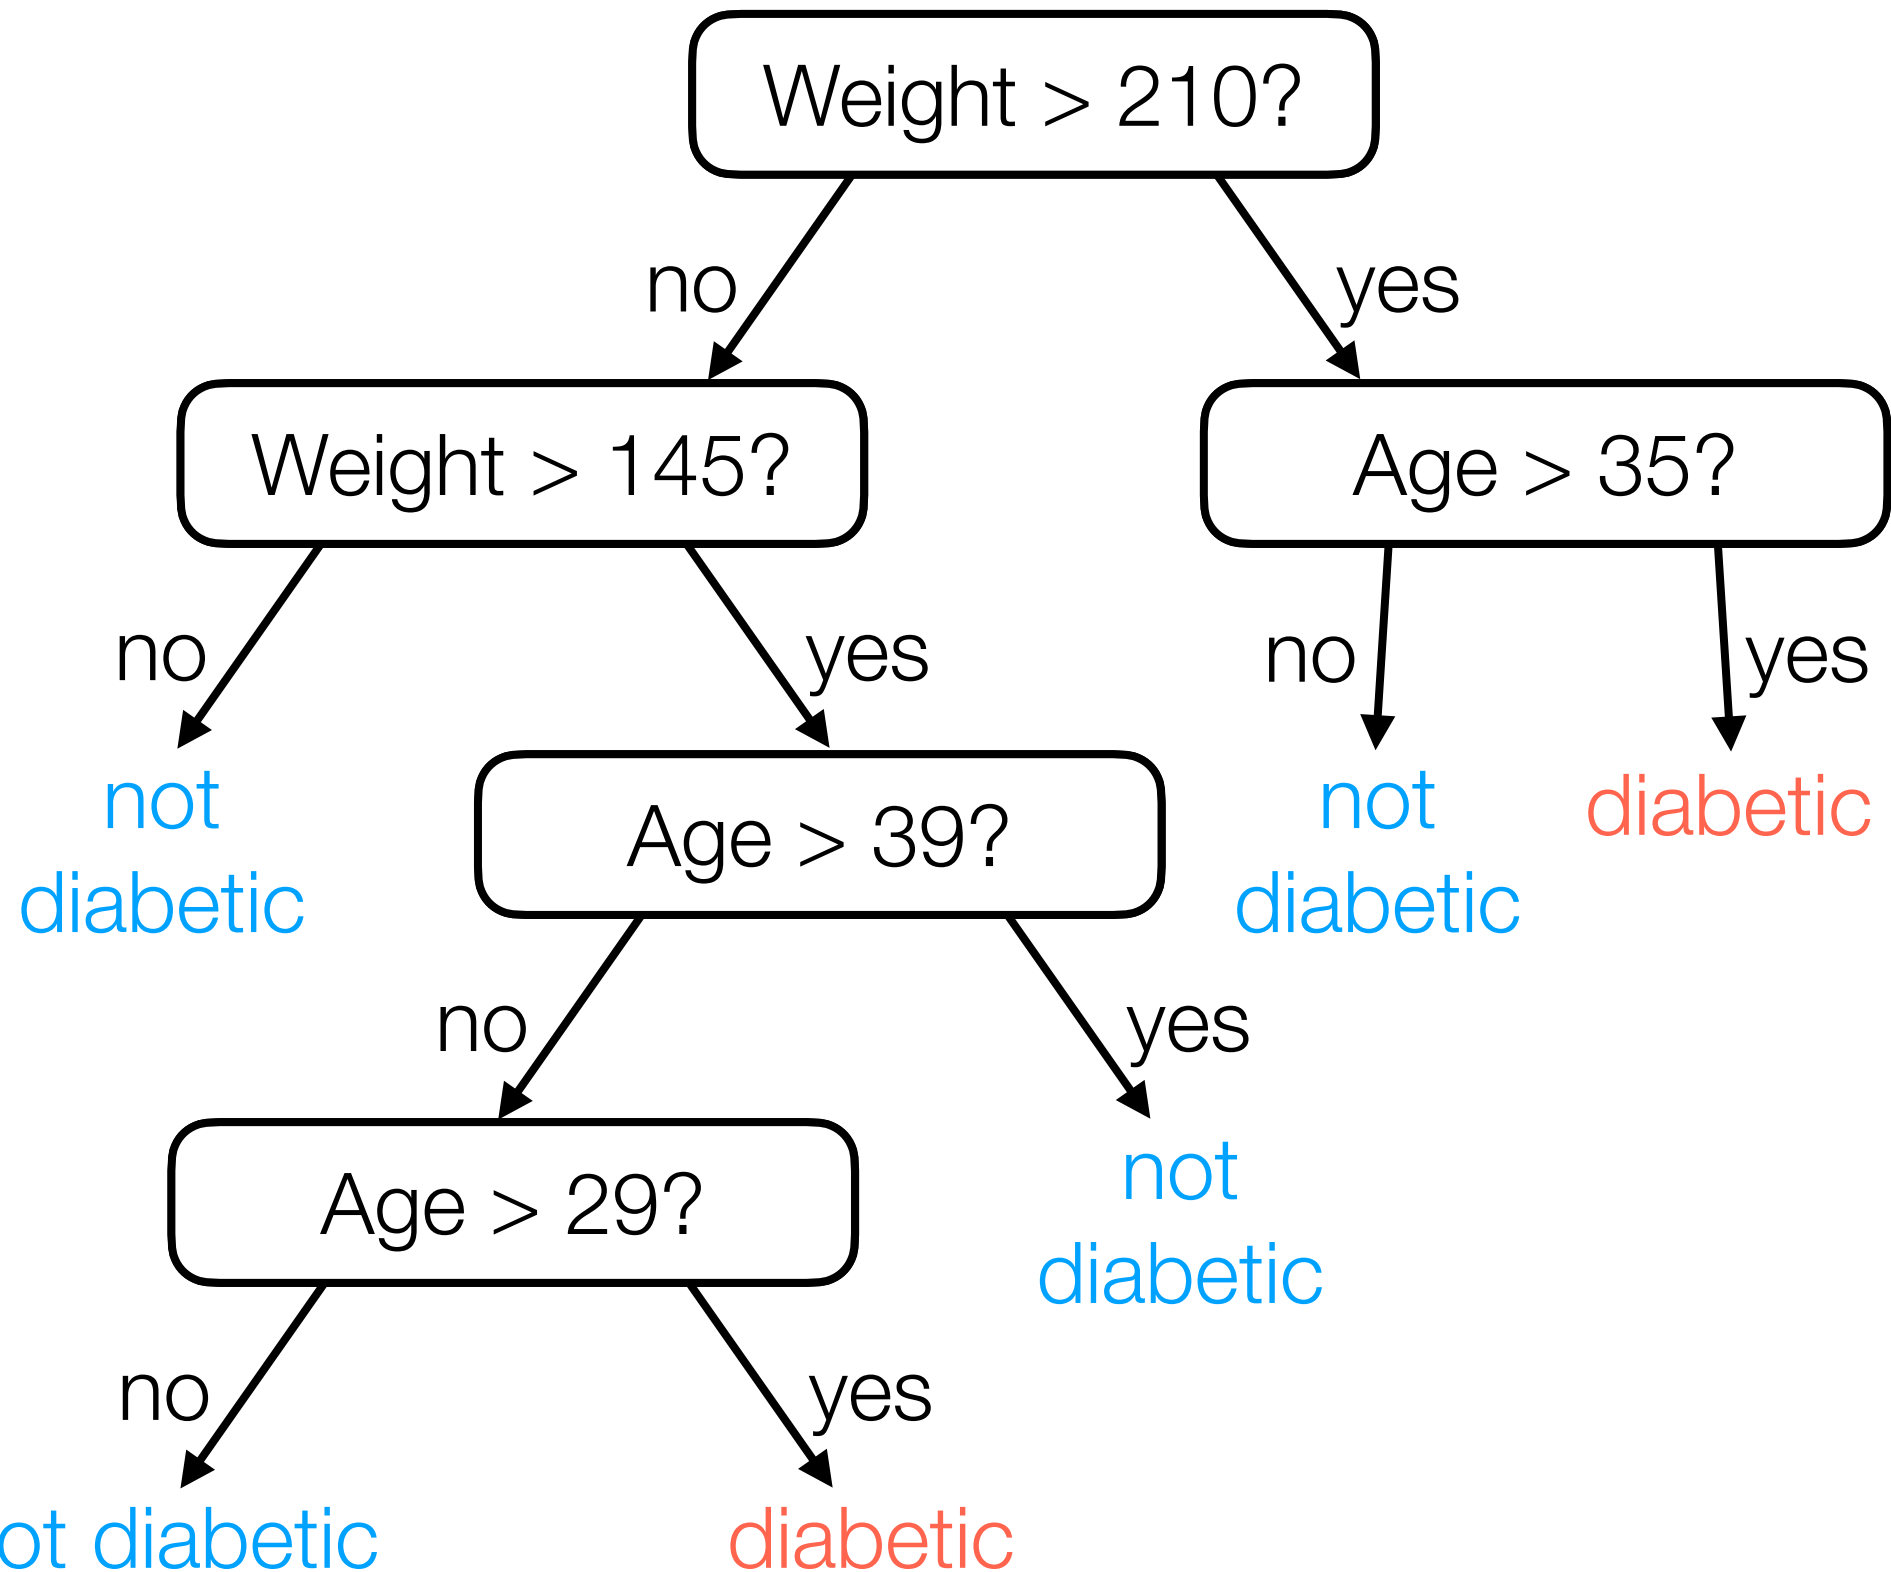 Weight > 210?
no
yes
Weight > 145?
Age > 35?
no
yes
no
yes
not
diabetic
Age > 39?
not
diabetic
diabetic
no
yes
Age > 29?
not
diabetic
no
yes
ot diabetic
diabetic